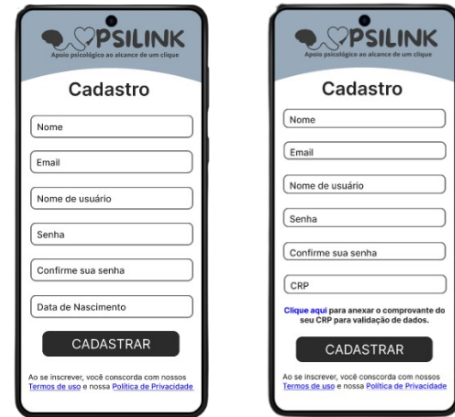 PSILINK
Apoio psicológico ao alcance de um clique
Cadastro
Nome
Email
Nome de usuário
Senha
Confirme sua senha
Data de Nascimento
CADASTRAR
Ao se inscrever, você conscorda com nossos
Termos de uso e nossa Política de Privacidade
PSILINK
Apoio psicológico ao alcance de um clique
Cadastro
Nome
Email
Nome de usuário
Senha
Confirme sua senha
CRP
Clique aqui para anexar o comprovante do
seu CRP para validação de dados.
CADASTRAR
Ao se inscrever, você conscorda com nossos
Termos de uso e nossa Política de Privacidade